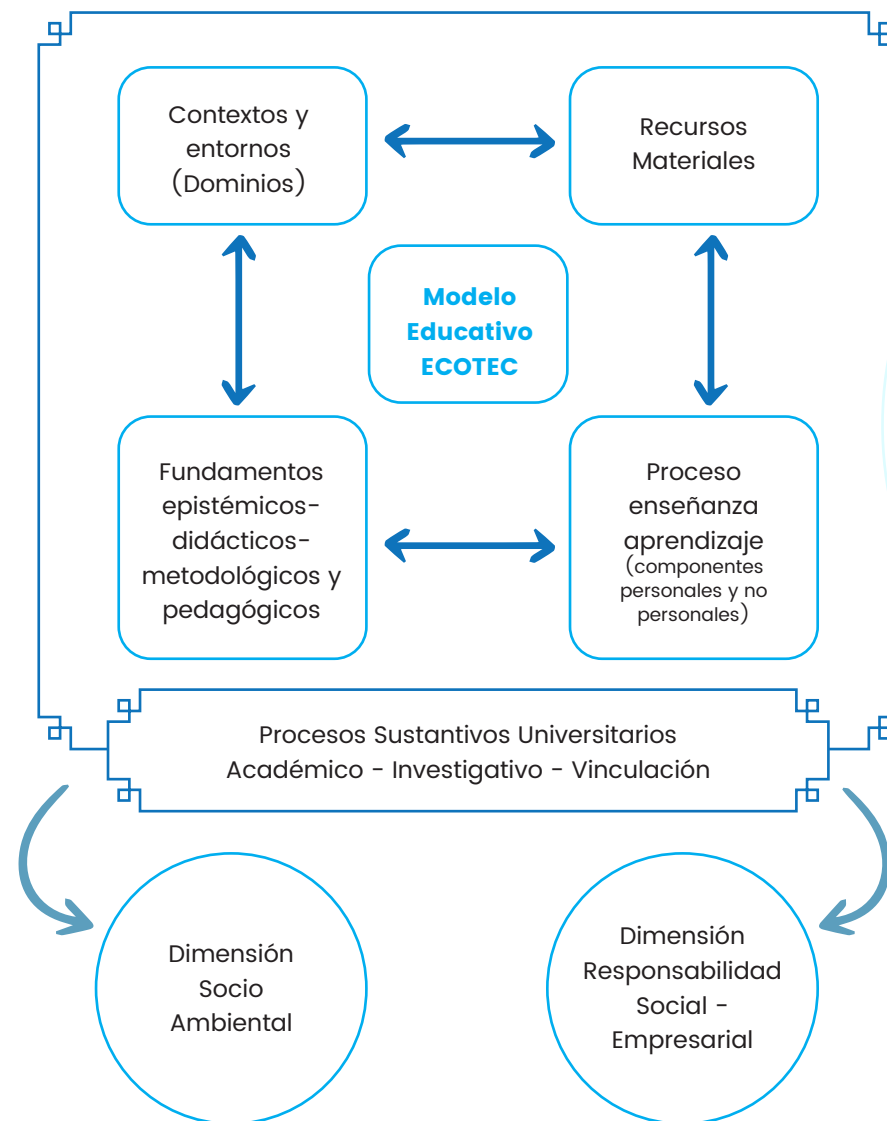 Contextos y
entornos
(Dominios)
Recursos
Materiales
Modelo
Educativo
ECOTEC
Fundamentos
epistémicos-
didácticos-
metodológicos y
pedagógicos
Proceso
enseñanza
aprendizaje
(componentes
personales y no
personales)
Procesos Sustantivos Universitarios
Académico - Investigativo - Vinculación
Dimensión
Socio
Ambiental
Dimensión
Responsabilidad
Social -
Empresarial